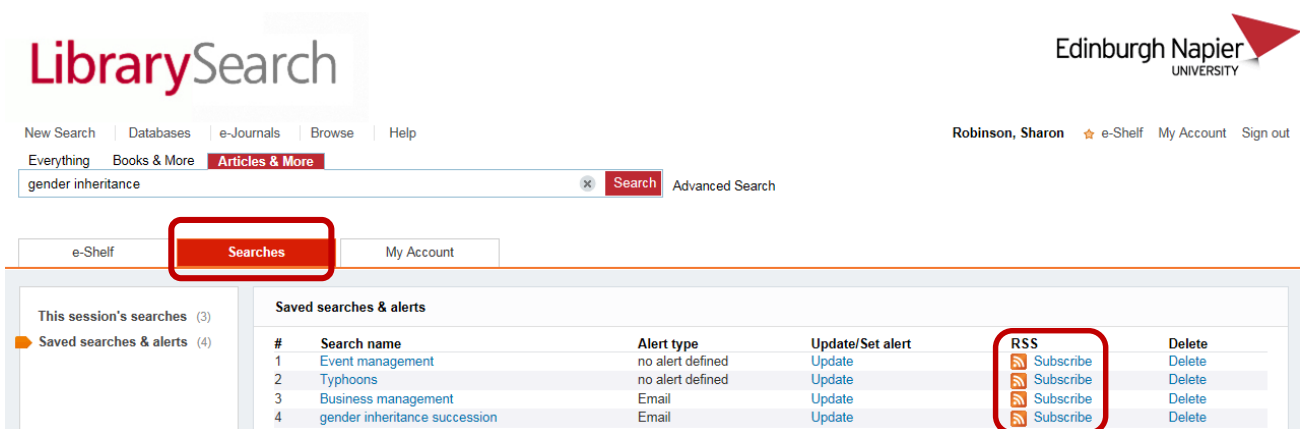 LibrarySearch
Edinburgh Napier
UNIVERSITY
New Search Databases e-Journals Browse Help
Robinson, Sharon e-Shelf My Account Sign out
Everything Books & More Articles & More
gender inheritance Search Advanced Search
e-Shelf Searches My Account
This session's searches (3)
Saved searches & alerts (4)
Saved searches & alerts
# Search name Alert type Update/Set alert RSS Delete
1 Event management no alert defined Update Subscribe Delete
2 Typhoons no alert defined Update Subscribe Delete
3 Business management Email Update Subscribe Delete
4 gender inheritance succession Email Update Subscribe Delete